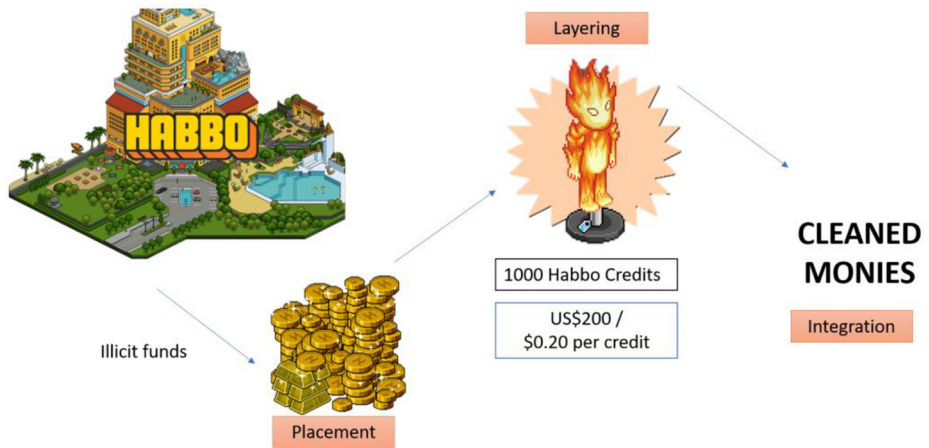 Layering
HABBO
1000 Habbo Credits
US$200 /
$0.20 per credit
CLEANED
MONIES
Integration
Illicit funds
Placement